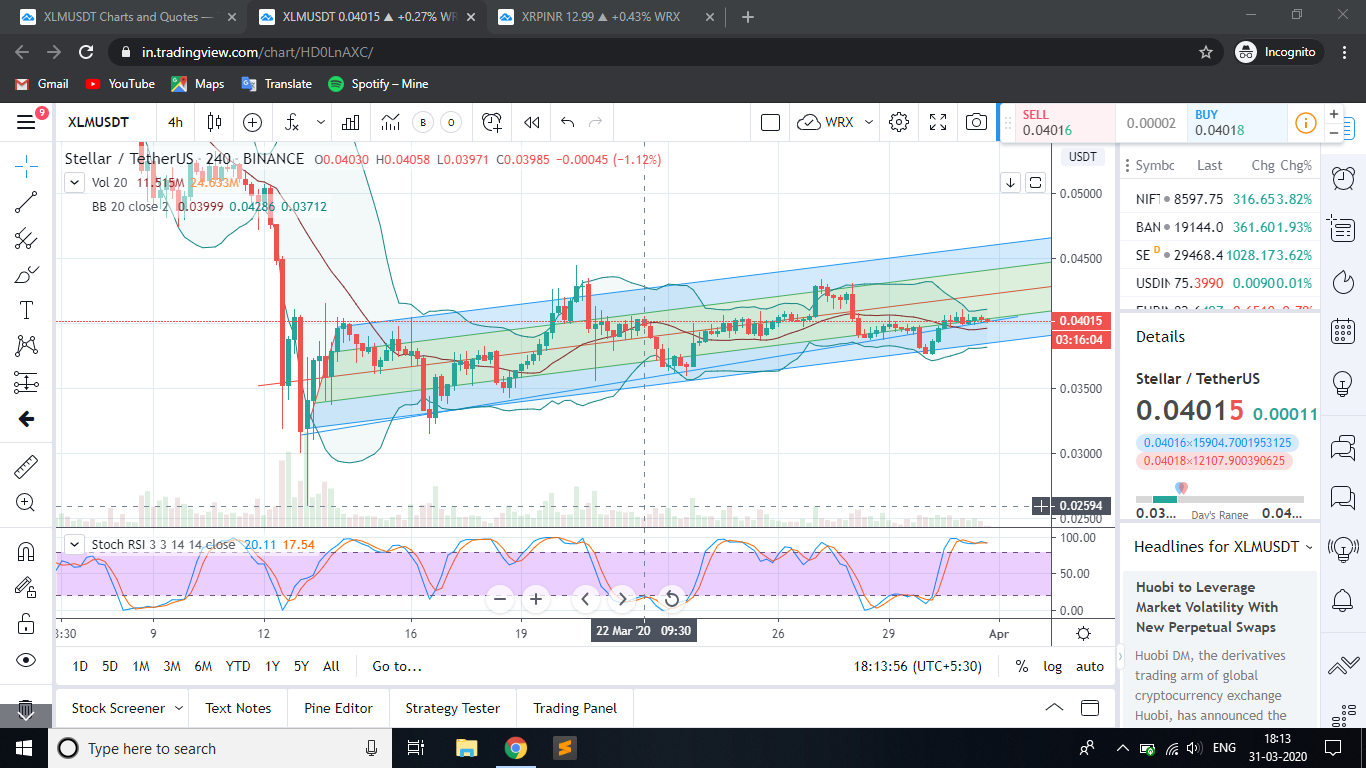 XLMUSDT Charts and Quotes —
XLMUSDT 0.04015 ▲ +0.27% WR
XRPINR 12.99 ▲ +0.43% WRX
in.tradingview.com/chart/HD0LnAXC/
Incognito
Gmail
YouTube
Maps
Translate
Spotify – Mine
9
XLMUSDT
4h
B
O
WRX
SELL
0.04016
0.00002
BUY
0.04018
Stellar / TetherUS · 240 · BINANCE O0.04030 H0.04058 L0.03971 C0.03985 −0.00045 (−1.12%)
Vol 20 11.515M 24.633M
BB 20 close 2 0.03999 0.04286 0.03712
USDT
0.05000
0.04500
0.04015
03:16:04
0.03500
0.03000
0.02594
0.02500
Stoch RSI 3 3 14 14 close 20.11 17.54
100.00
50.00
0.00
3:30
9
12
16
19
22 Mar '20 09:30
26
29
Apr
1D 5D 1M 3M 6M YTD 1Y 5Y All Go to...
18:13:56 (UTC+5:30) % log auto
Stock Screener
Text Notes
Pine Editor
Strategy Tester
Trading Panel
Symbc Last Chg Chg%
NIFT 8597.75 316.65 3.82%
BAN 19144.0 361.60 1.93%
SE D 29468.4 1028.17 3.62%
USDIN 75.3990 0.0090 0.01%
Details
Stellar / TetherUS
0.04015 0.00011
0.04016×15904.7001953125
0.04018×12107.900390625
0.03... Day's Range 0.04...
Headlines for XLMUSDT
Huobi to Leverage
Market Volatility With
New Perpetual Swaps
Huobi DM, the derivatives
trading arm of global
cryptocurrency exchange
Huobi, has announced the
Type here to search
ENG
18:13
31-03-2020